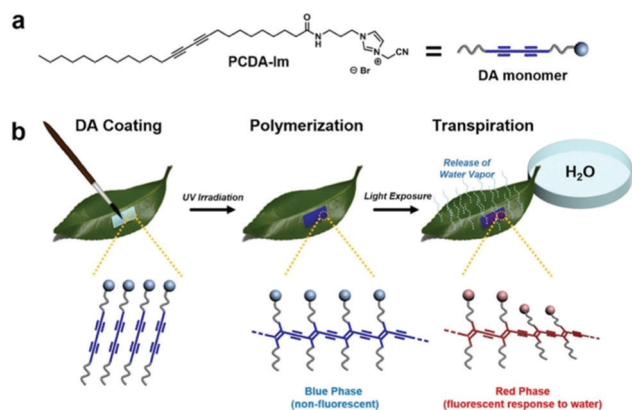 a
O
N
H
N
N
⊕
CN
⊖ Br
PCDA-Im
=
DA monomer
b
DA Coating
Polymerization
Transpiration
Release of
Water Vapor
H₂O
UV Irradiation
Light Exposure
Blue Phase
(non-fluorescent)
Red Phase
(fluorescent response to water)